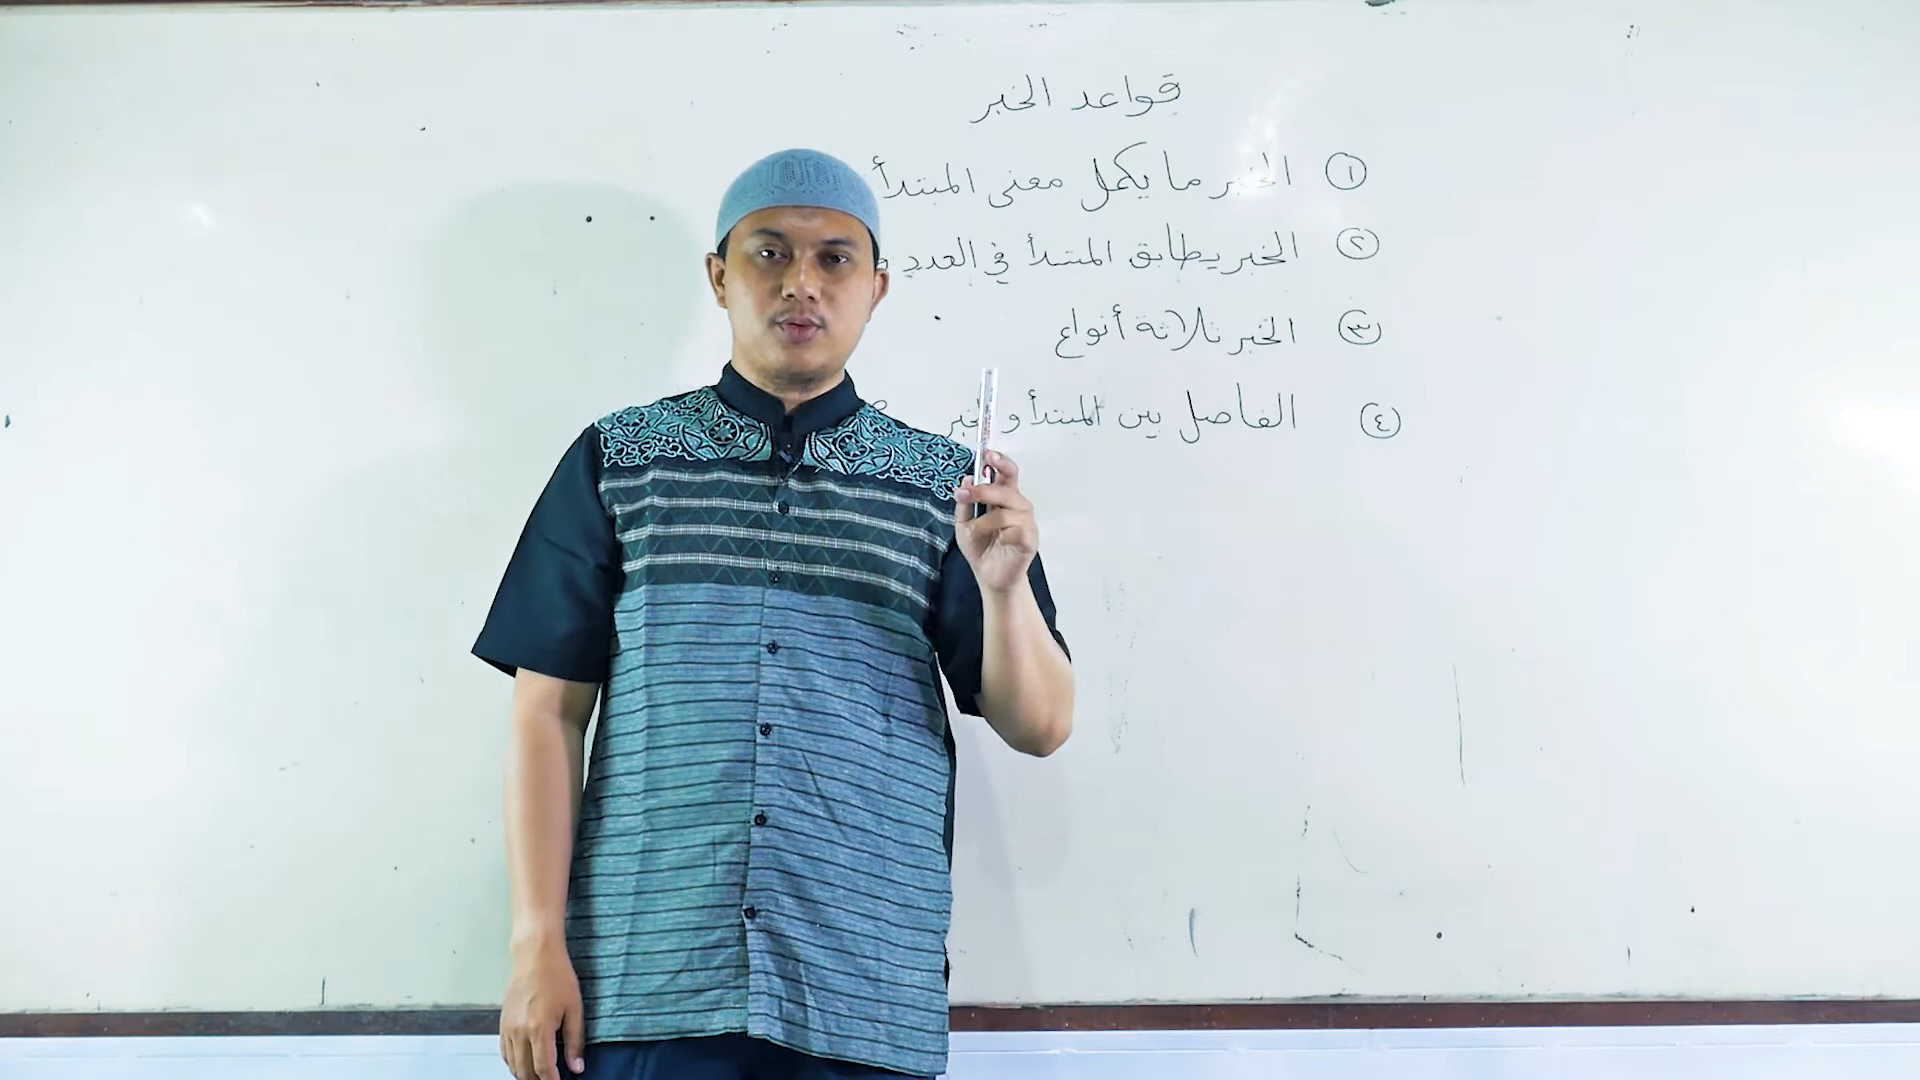 قواعد الخبر
١ الخبر ما يكمل معنى المبتدأ
٢ الخبر يطابق المبتدأ في العدد و
٣ الخبر ثلاثة أنواع
٤ الفاصل بين المبتدأ والخبر